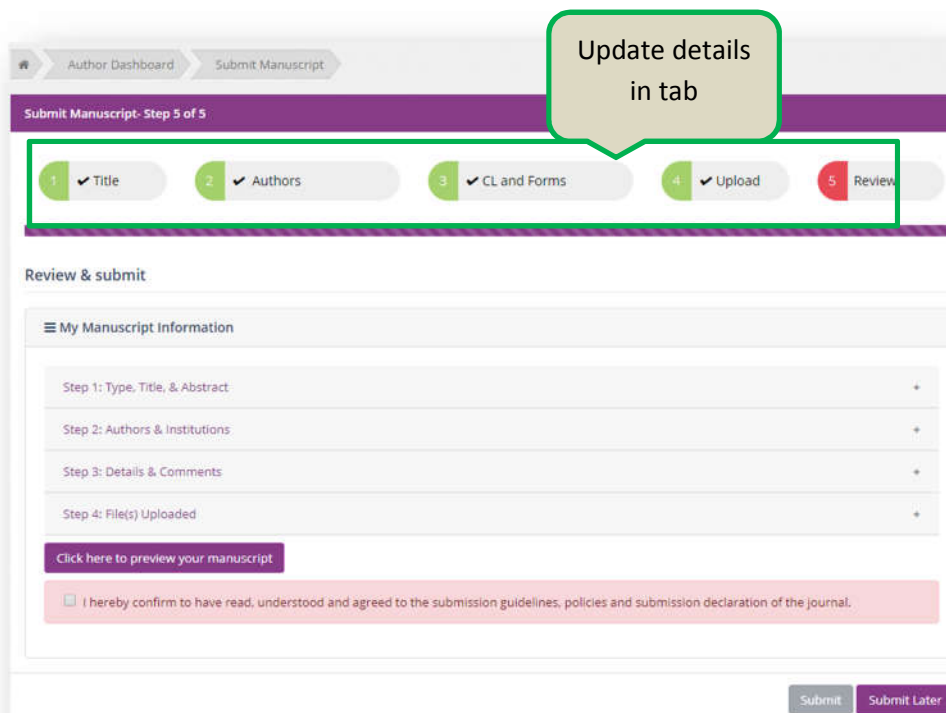 Update details
in tab
Author Dashboard Submit Manuscript
Submit Manuscript- Step 5 of 5
1 ✔ Title 2 ✔ Authors 3 ✔ CL and Forms 4 ✔ Upload 5 Review
Review & submit
☰ My Manuscript Information
Step 1: Type, Title, & Abstract +
Step 2: Authors & Institutions +
Step 3: Details & Comments +
Step 4: File(s) Uploaded +
Click here to preview your manuscript
I hereby confirm to have read, understood and agreed to the submission guidelines, policies and submission declaration of the journal.
Submit Submit Later